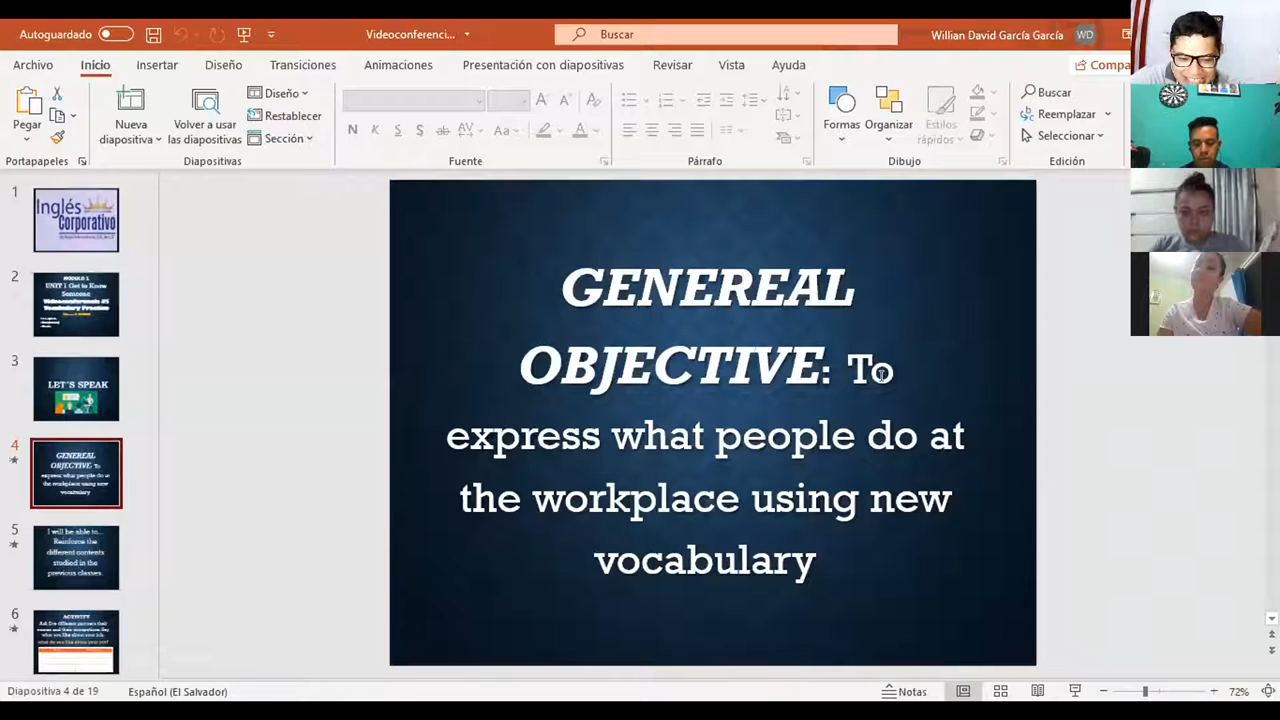 Autoguardado
Videoconferenci...
Buscar
Willian David García García
WD
Archivo
Inicio
Insertar
Diseño
Transiciones
Animaciones
Presentación con diapositivas
Revisar
Vista
Ayuda
Compa
Pegar
Nueva
diapositiva
Volver a usar
las diapositivas
Diseño
Restablecer
Sección
Buscar
Reemplazar
Seleccionar
Formas
Organizar
Estilos
rápidos
Portapapeles
Diapositivas
Fuente
Párrafo
Dibujo
Edición
1
Inglés
Corporativo
2
UNIT 1 Get to Know
Someone
Videoconferencia #5
Vocabulary Practice
3
LET'S SPEAK
4
GENEREAL
OBJECTIVE: To
express what people do at
the workplace using new
vocabulary
5
I will be able to...
Reinforce the
different contents
studied in the
previous classes.
6
ACTIVITY
GENEREAL
OBJECTIVE: To
express what people do at
the workplace using new
vocabulary
Diapositiva 4 de 19
Español (El Salvador)
Notas
72%